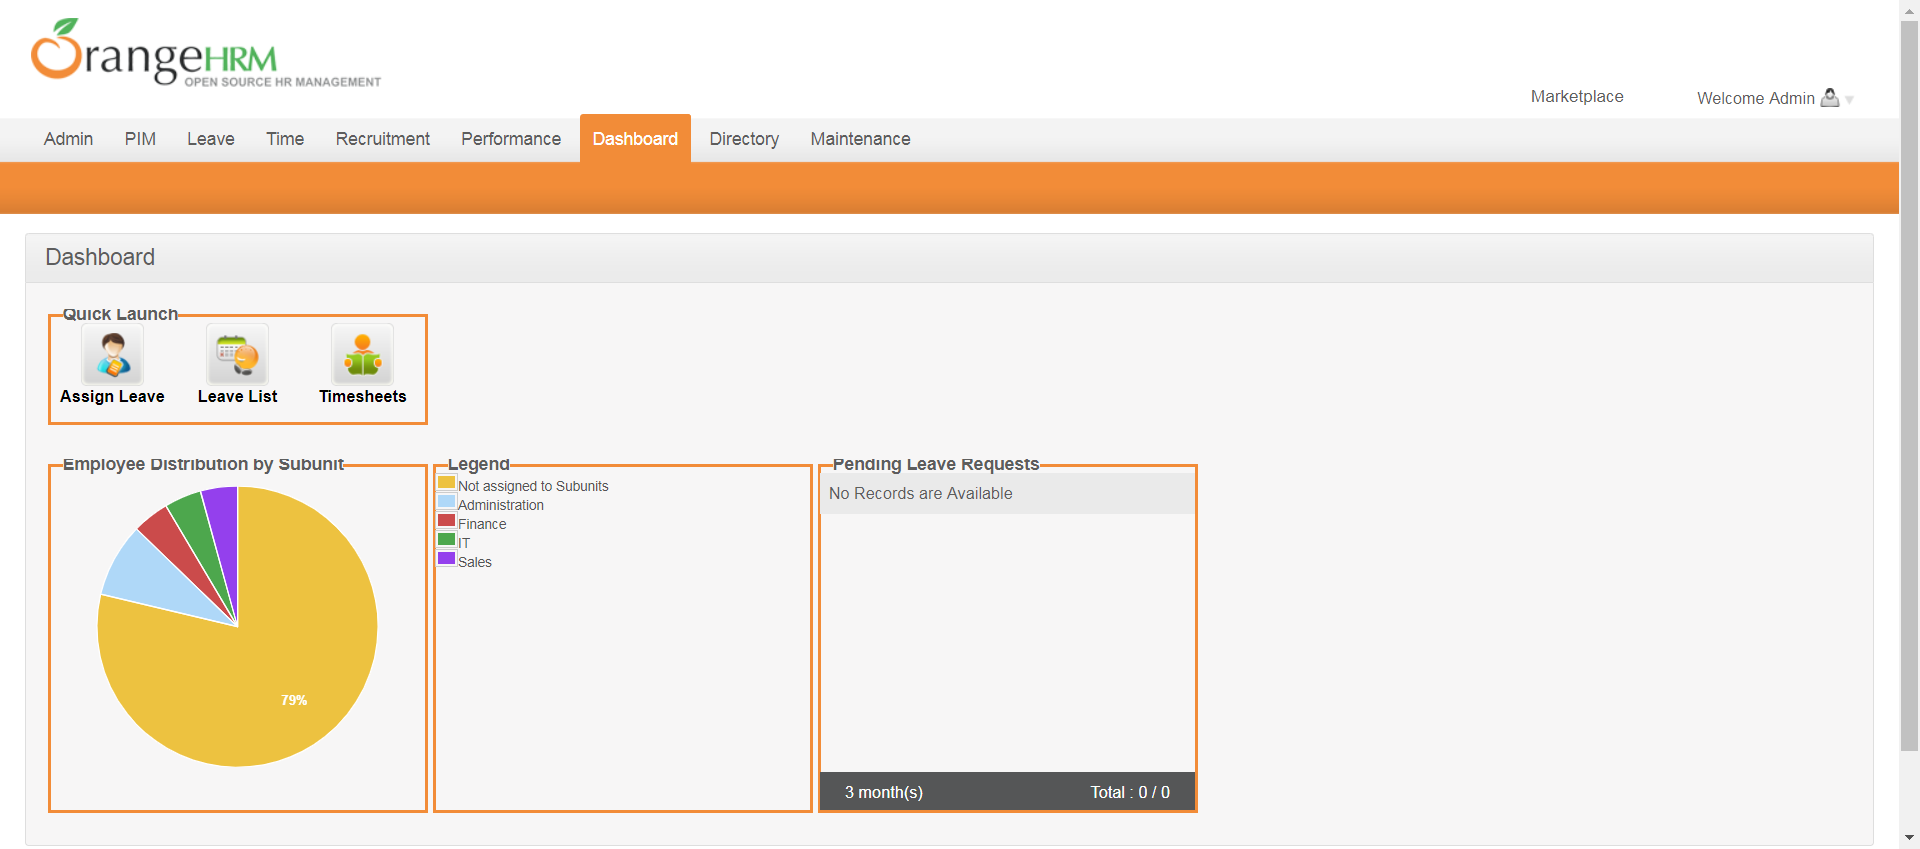 OrangeHRM
OPEN SOURCE HR MANAGEMENT
Marketplace
Welcome Admin
Admin PIM Leave Time Recruitment Performance Dashboard Directory Maintenance
Dashboard
Quick Launch
Assign Leave Leave List Timesheets
Employee Distribution by Subunit
79%
Legend
Not assigned to Subunits
Administration
Finance
IT
Sales
Pending Leave Requests
No Records are Available
3 month(s) Total : 0 / 0